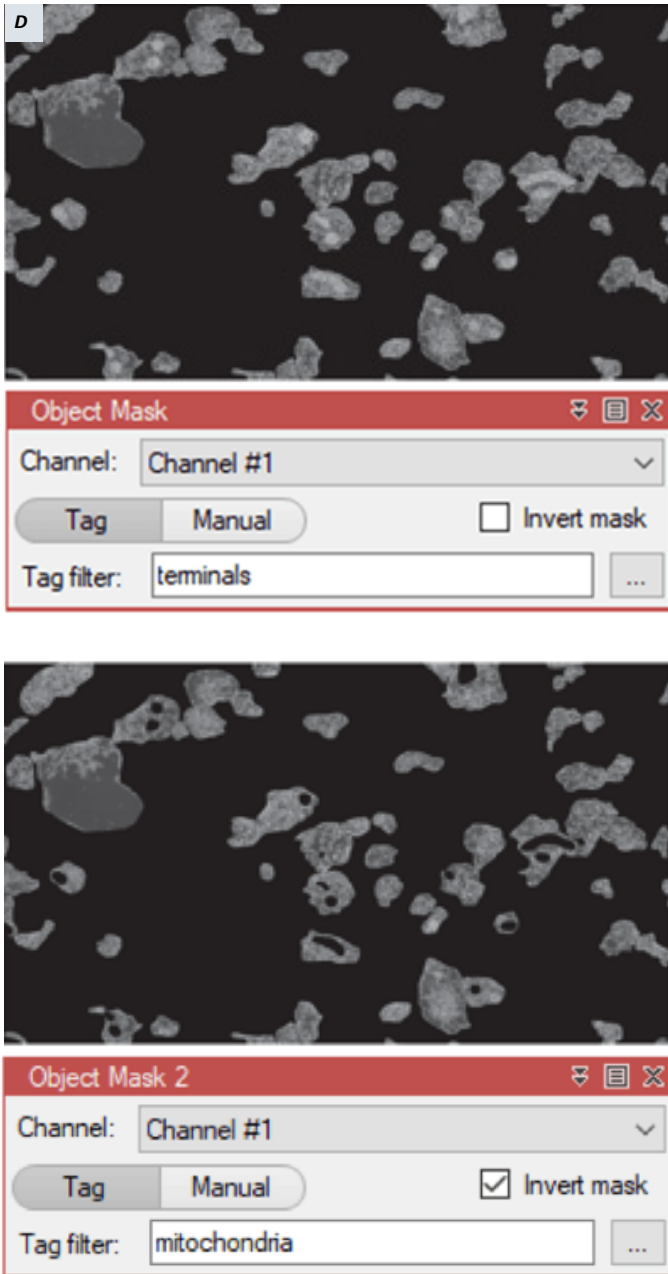 D
Object Mask
Channel: Channel #1
Tag Manual Invert mask
Tag filter: terminals ...
Object Mask 2
Channel: Channel #1
Tag Manual Invert mask
Tag filter: mitochondria ...